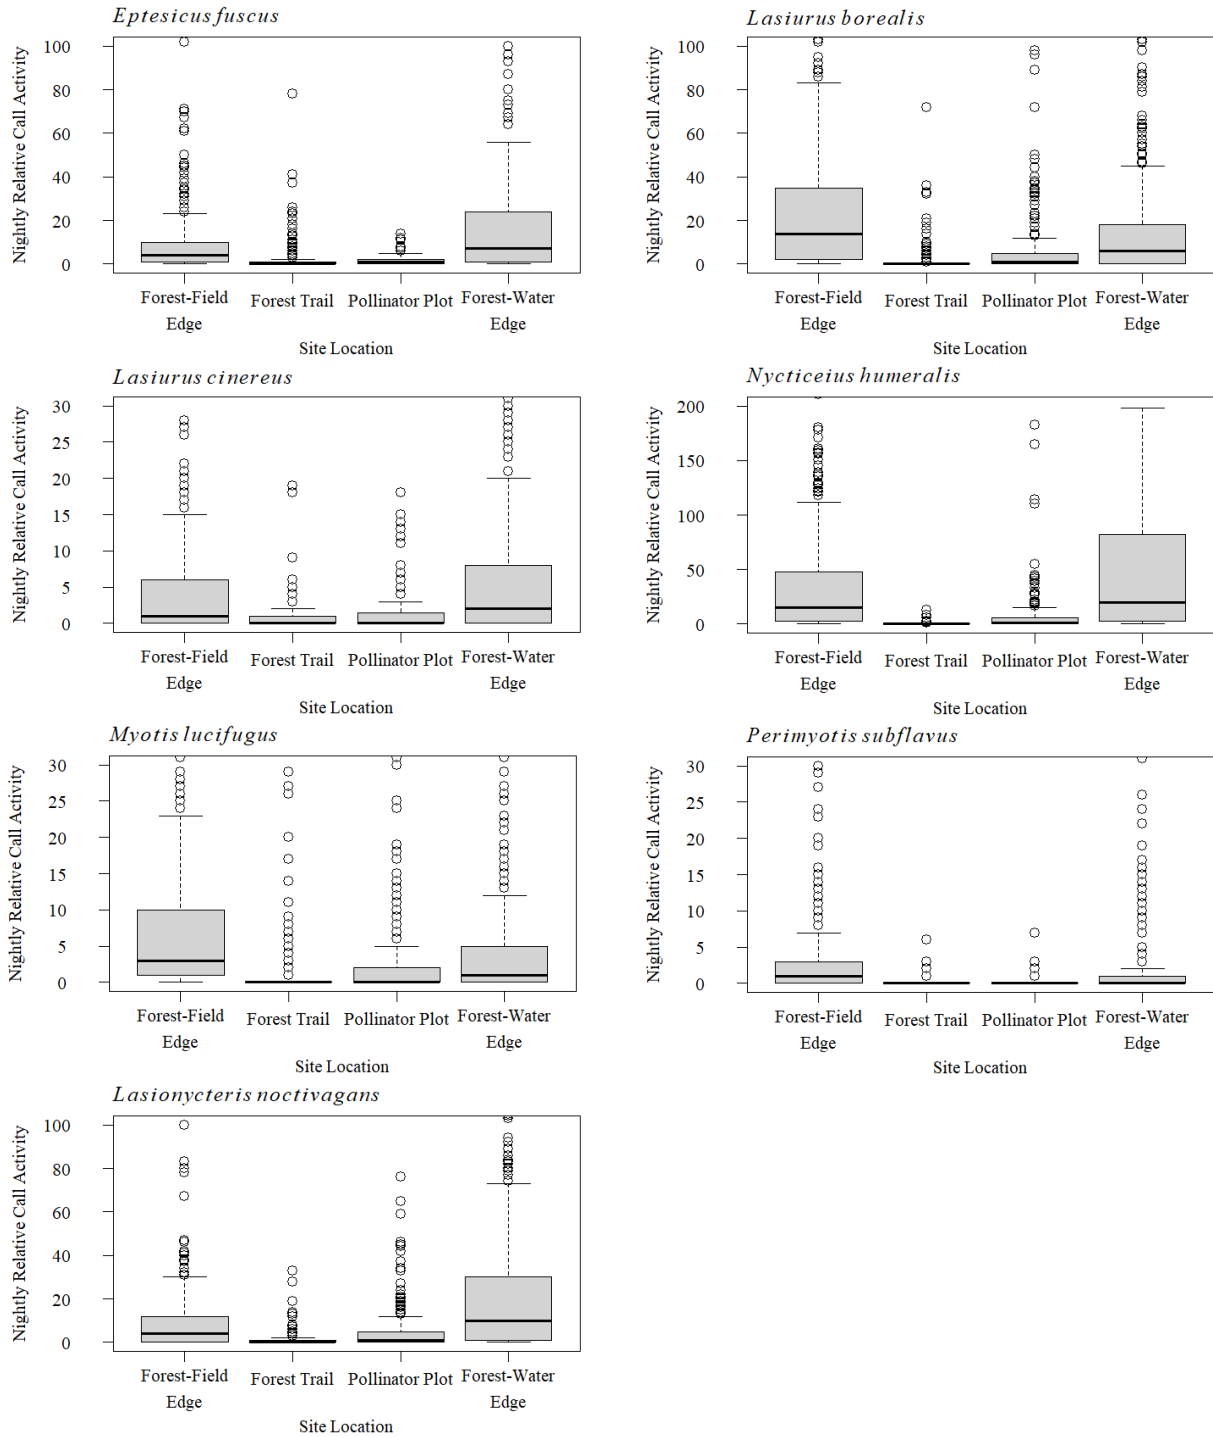 Eptesicus fuscus
Nightly Relative Call Activity
100
80
60
40
20
0
Forest-Field Edge
Forest Trail
Pollinator Plot
Forest-Water Edge
Site Location
Lasiurus borealis
Nightly Relative Call Activity
100
80
60
40
20
0
Forest-Field Edge
Forest Trail
Pollinator Plot
Forest-Water Edge
Site Location
Lasiurus cinereus
Nightly Relative Call Activity
30
25
20
15
10
5
0
Forest-Field Edge
Forest Trail
Pollinator Plot
Forest-Water Edge
Site Location
Nycticeius humeralis
Nightly Relative Call Activity
200
150
100
50
0
Forest-Field Edge
Forest Trail
Pollinator Plot
Forest-Water Edge
Site Location
Myotis lucifugus
Nightly Relative Call Activity
30
25
20
15
10
5
0
Forest-Field Edge
Forest Trail
Pollinator Plot
Forest-Water Edge
Site Location
Perimyotis subflavus
Nightly Relative Call Activity
30
25
20
15
10
5
0
Forest-Field Edge
Forest Trail
Pollinator Plot
Forest-Water Edge
Site Location
Lasionycteris noctivagans
Nightly Relative Call Activity
100
80
60
40
20
0
Forest-Field Edge
Forest Trail
Pollinator Plot
Forest-Water Edge
Site Location